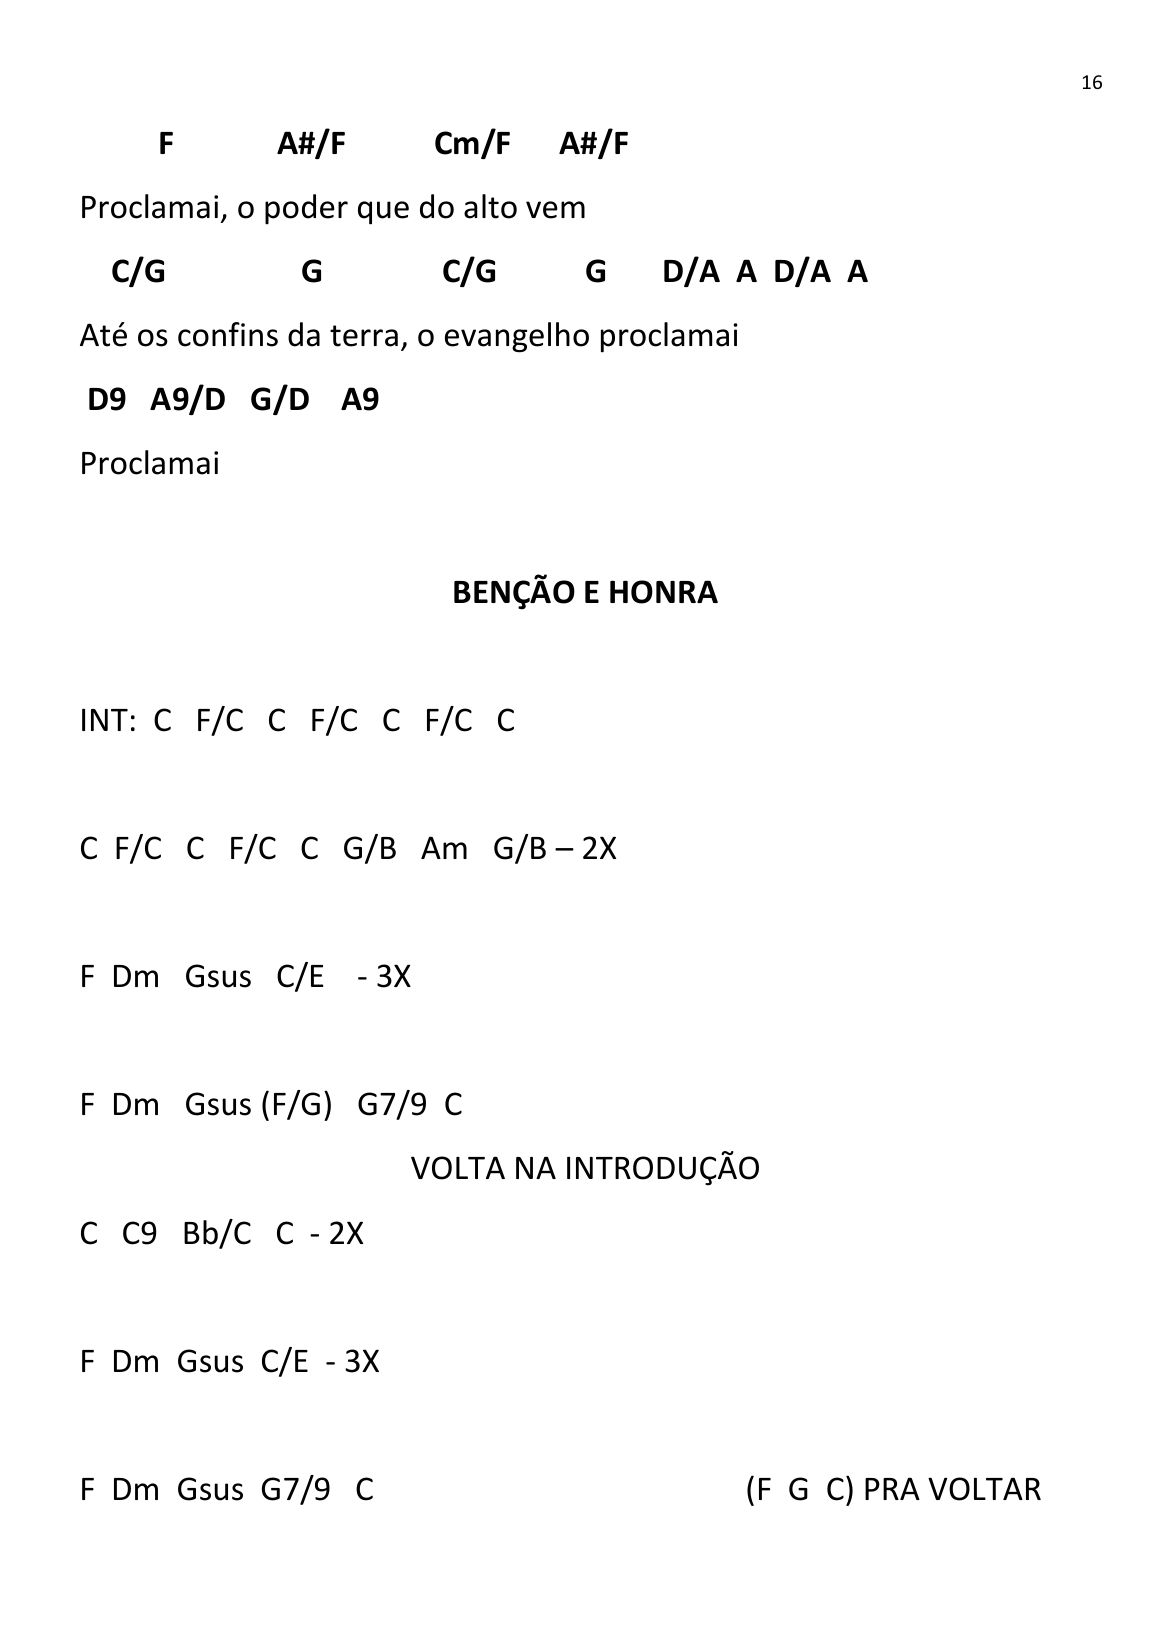 16
F A#/F Cm/F A#/F
Proclamai, o poder que do alto vem
C/G G C/G G D/A A D/A A
Até os confins da terra, o evangelho proclamai
D9 A9/D G/D A9
Proclamai
BENÇÃO E HONRA
INT: C F/C C F/C C F/C C
C F/C C F/C C G/B Am G/B – 2X
F Dm Gsus C/E - 3X
F Dm Gsus (F/G) G7/9 C
VOLTA NA INTRODUÇÃO
C C9 Bb/C C - 2X
F Dm Gsus C/E - 3X
F Dm Gsus G7/9 C (F G C) PRA VOLTAR